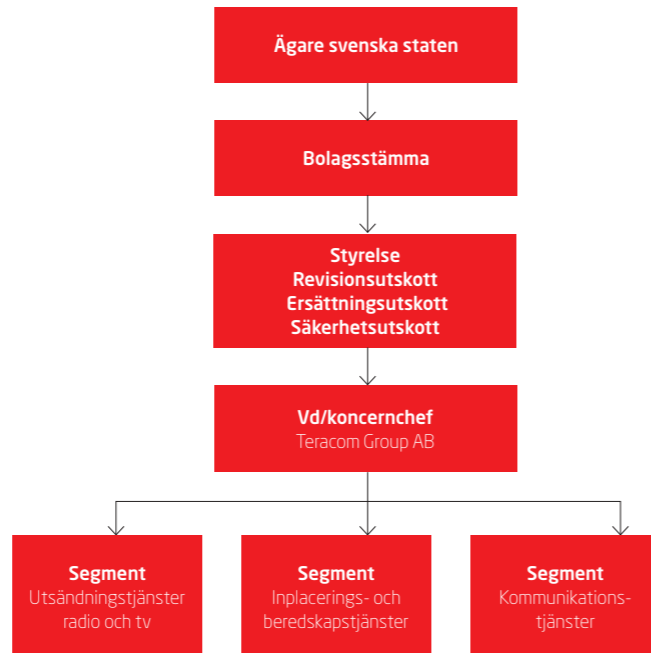 Ägare svenska staten
Bolagsstämma
Styrelse
Revisionsutskott
Ersättningsutskott
Säkerhetsutskott
Vd/koncernchef
Teracom Group AB
Segment
Utsändningstjänster
radio och tv
Segment
Inplacerings- och
beredskapstjänster
Segment
Kommunikations-
tjänster